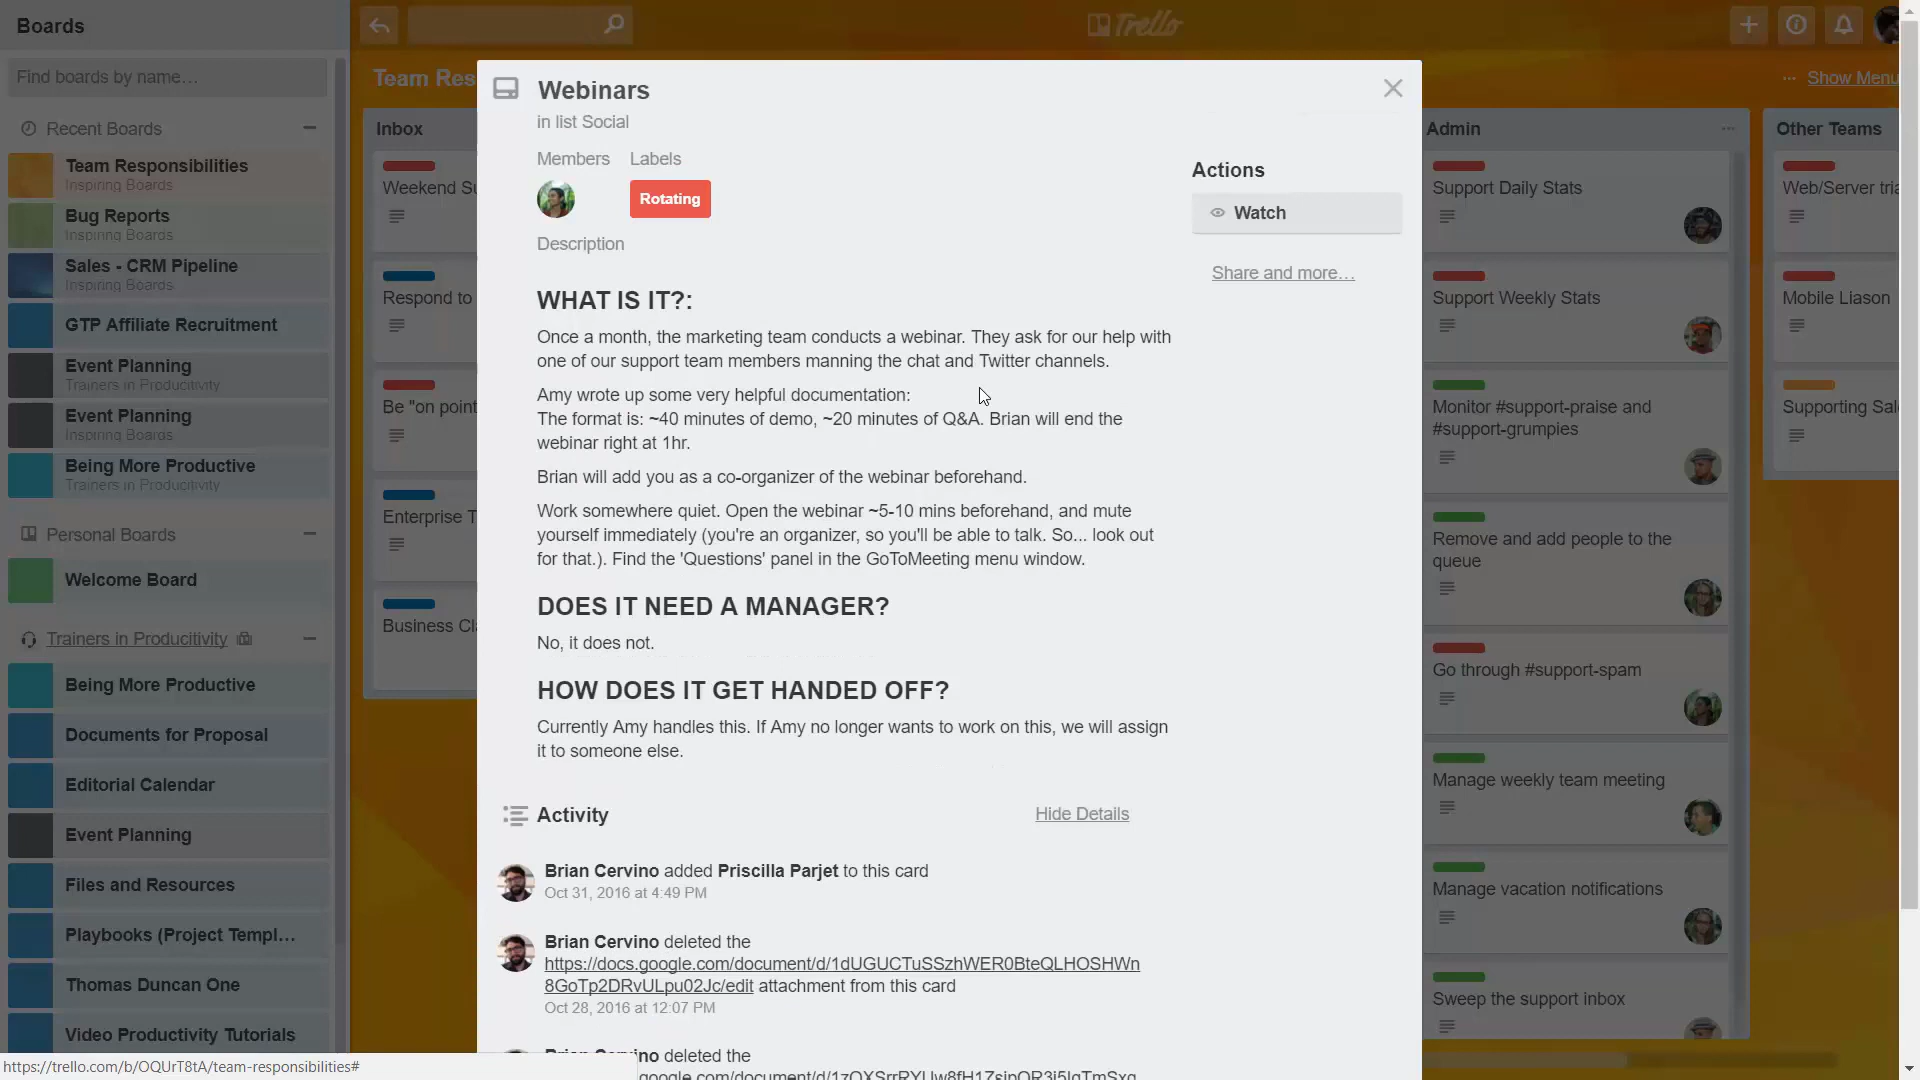 Boards
Find boards by name…
Recent Boards
Team Responsibilities
Inspiring Boards
Bug Reports
Inspiring Boards
Sales - CRM Pipeline
Inspiring Boards
GTP Affiliate Recruitment
Event Planning
Trainers in Productivity
Event Planning
Inspiring Boards
Being More Productive
Trainers in Productivity
Personal Boards
Welcome Board
Trainers in Producitivity
Being More Productive
Documents for Proposal
Editorial Calendar
Event Planning
Files and Resources
Playbooks (Project Templ…
Thomas Duncan One
Video Productivity Tutorials
https://trello.com/b/OQUrT8tA/team-responsibilities#
Trello
Team Res
... Show Menu
Inbox
Weekend Su
Respond to
Be "on point
Enterprise T
Business Cl
Webinars
in list Social
Members Labels
Rotating
Description
WHAT IS IT?:
Once a month, the marketing team conducts a webinar. They ask for our help with
one of our support team members manning the chat and Twitter channels.
Amy wrote up some very helpful documentation:
The format is: ~40 minutes of demo, ~20 minutes of Q&A. Brian will end the
webinar right at 1hr.
Brian will add you as a co-organizer of the webinar beforehand.
Work somewhere quiet. Open the webinar ~5-10 mins beforehand, and mute
yourself immediately (you're an organizer, so you'll be able to talk. So... look out
for that.). Find the 'Questions' panel in the GoToMeeting menu window.
DOES IT NEED A MANAGER?
No, it does not.
HOW DOES IT GET HANDED OFF?
Currently Amy handles this. If Amy no longer wants to work on this, we will assign
it to someone else.
Activity
Hide Details
Brian Cervino added Priscilla Parjet to this card
Oct 31, 2016 at 4:49 PM
Brian Cervino deleted the
https://docs.google.com/document/d/1dUGUCTuSSzhWER0BteQLHOSHWn
8GoTp2DRvULpu02Jc/edit attachment from this card
Oct 28, 2016 at 12:07 PM
Brian Cervino deleted the
Actions
Watch
Share and more…
Admin
Support Daily Stats
Support Weekly Stats
Monitor #support-praise and
#support-grumpies
Remove and add people to the
queue
Go through #support-spam
Manage weekly team meeting
Manage vacation notifications
Sweep the support inbox
Other Teams
Web/Server tria
Mobile Liason
Supporting Sal